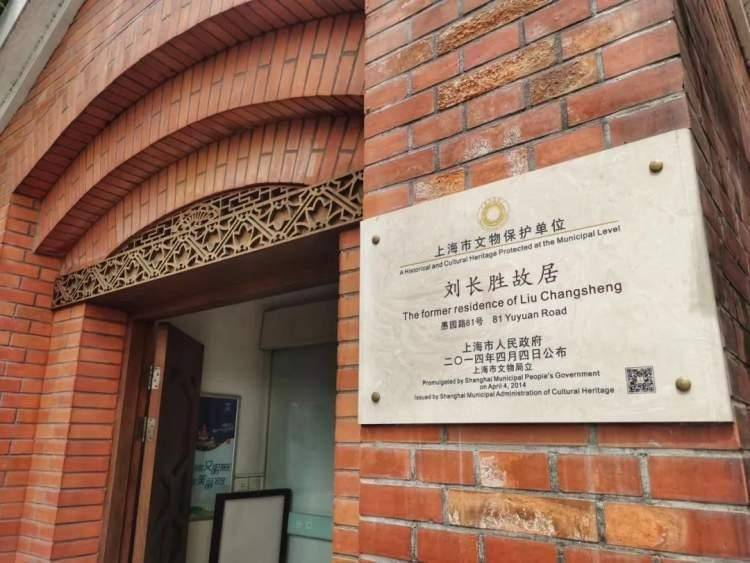 上海市文物保护单位
A Historical and Cultural Heritage Protected at the Municipal Level
刘长胜故居
The former residence of Liu Changsheng
愚园路81号 81 Yuyuan Road
上海市人民政府
二〇一四年四月四日公布
上海市文物局立
Promulgated by Shanghai Municipal People's Government
on April 4, 2014
Issued by Shanghai Municipal Administration of Cultural Heritage